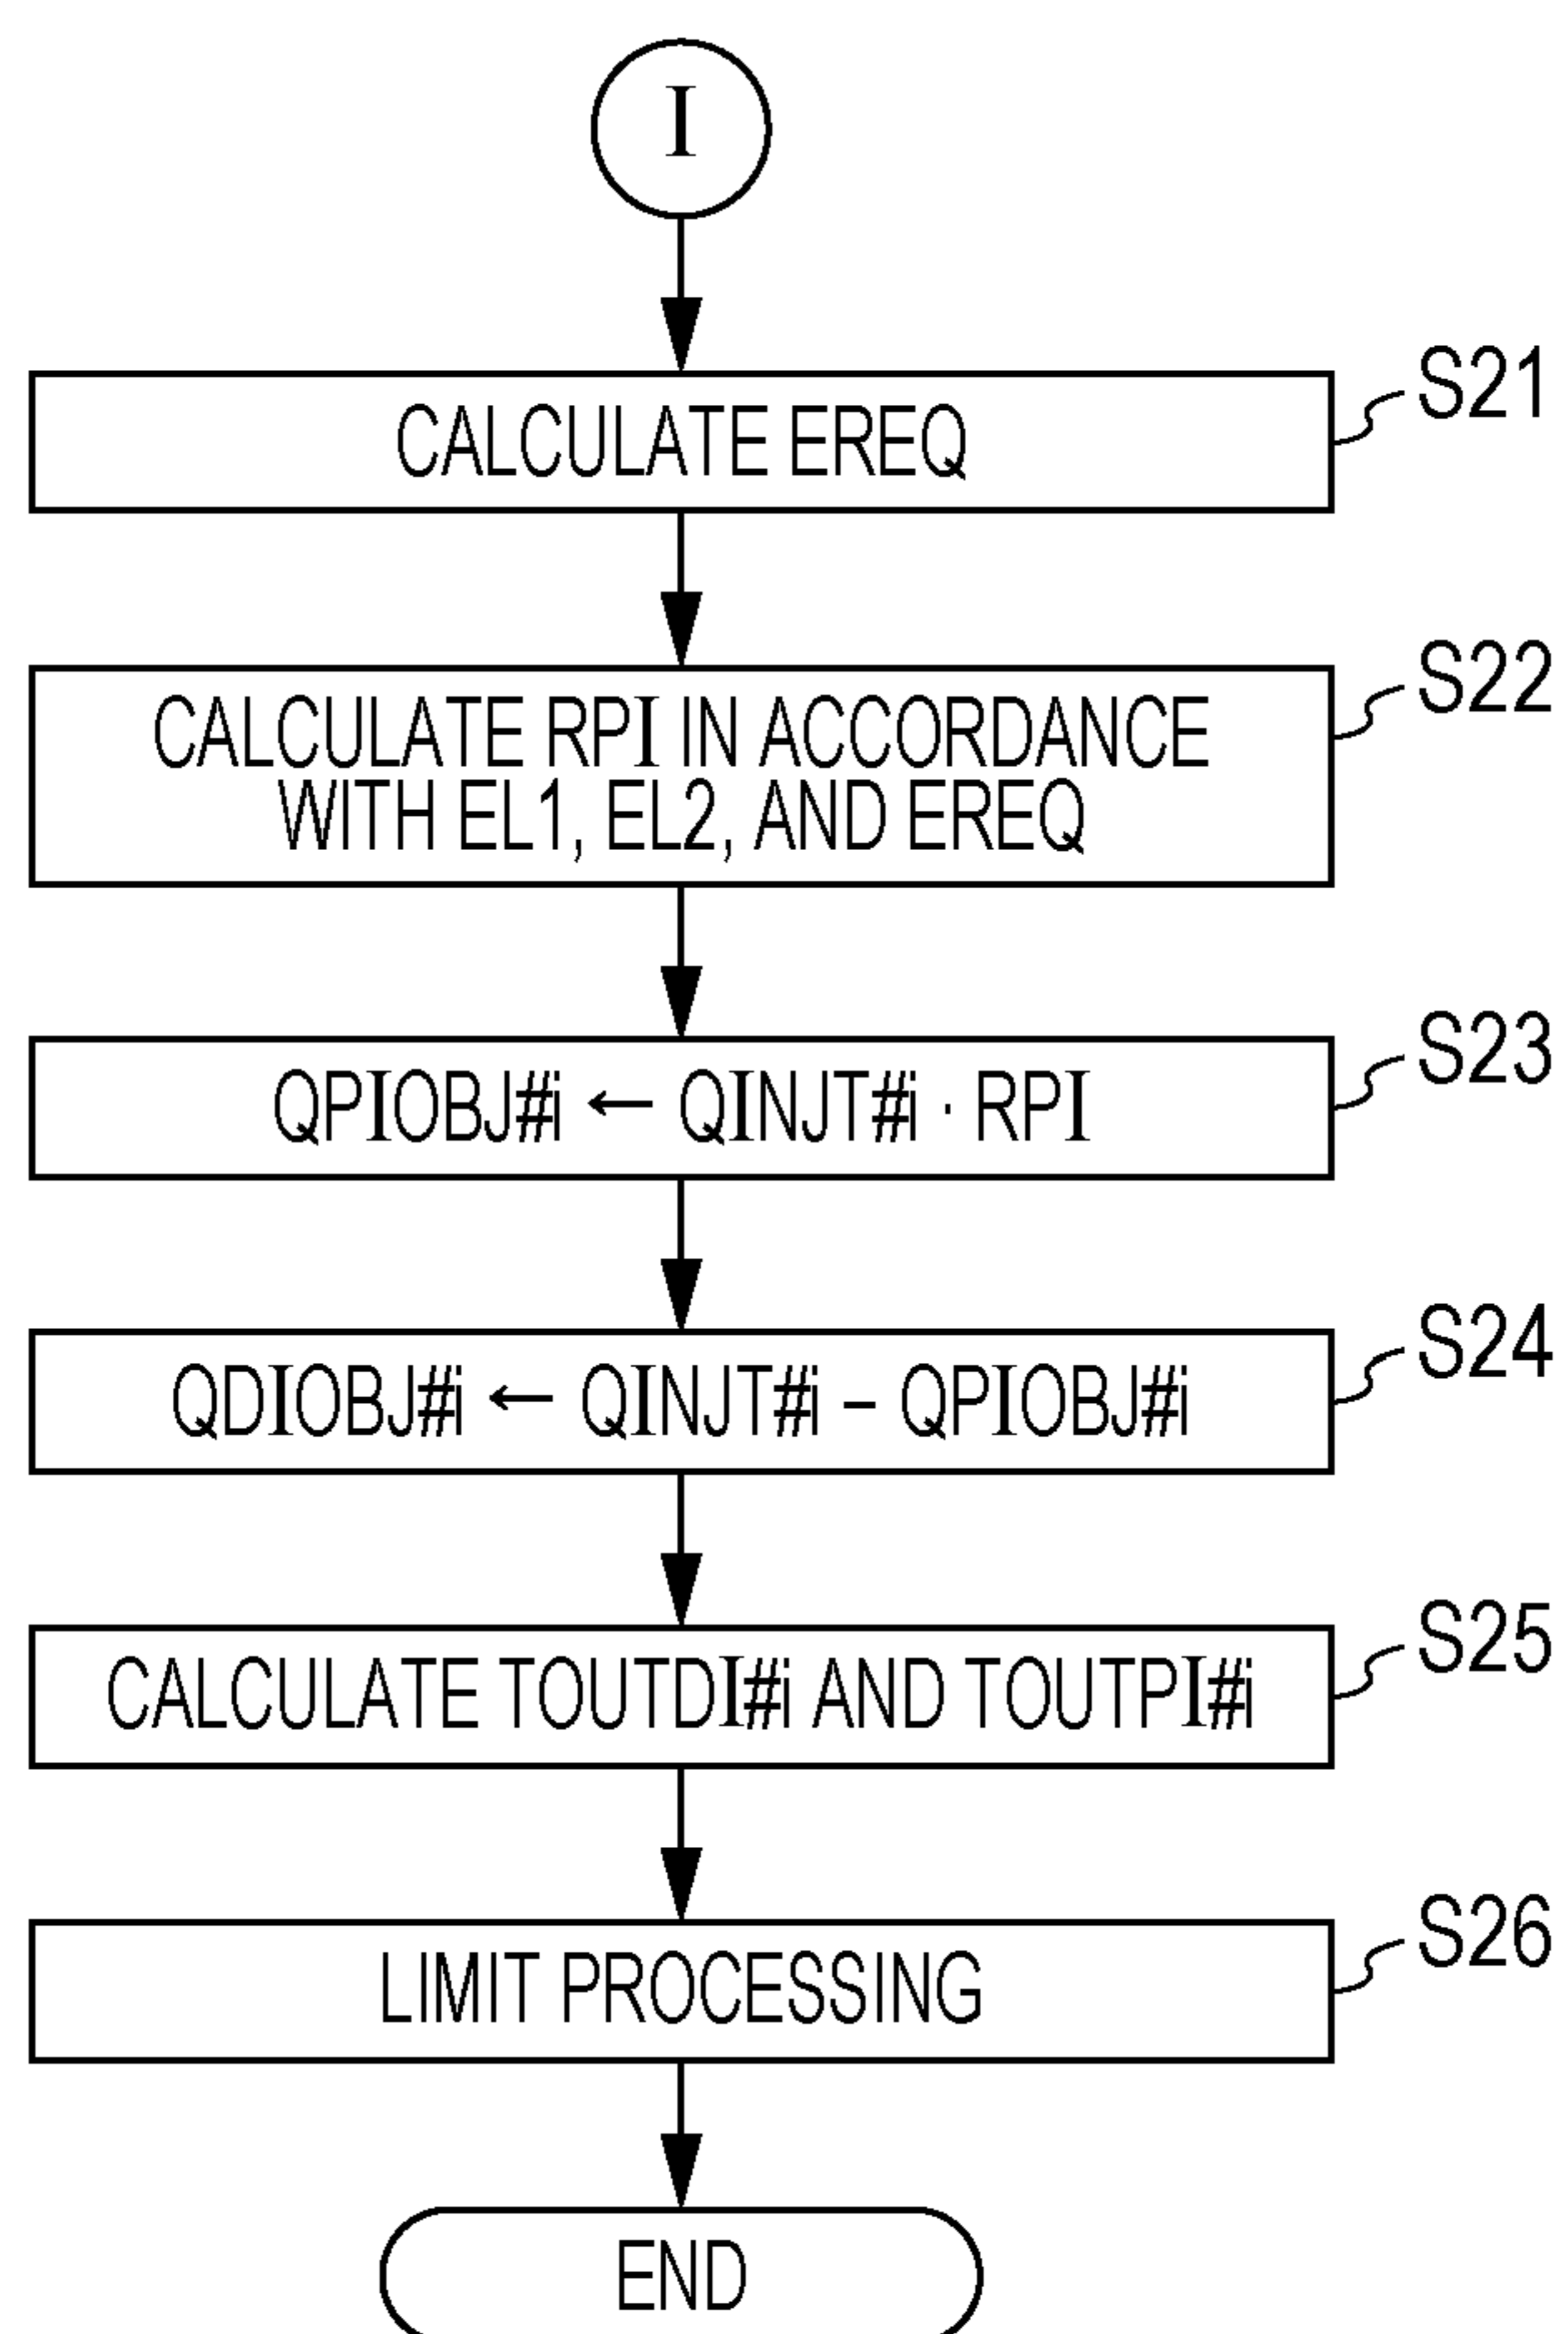 I
CALCULATE EREQ
S21
CALCULATE RPI IN ACCORDANCE
WITH EL1, EL2, AND EREQ
S22
QPIOBJ#i ← QINJT#i · RPI
S23
QDIOBJ#i ← QINJT#i – QPIOBJ#i
S24
CALCULATE TOUTDI#i AND TOUTPI#i
S25
LIMIT PROCESSING
S26
END